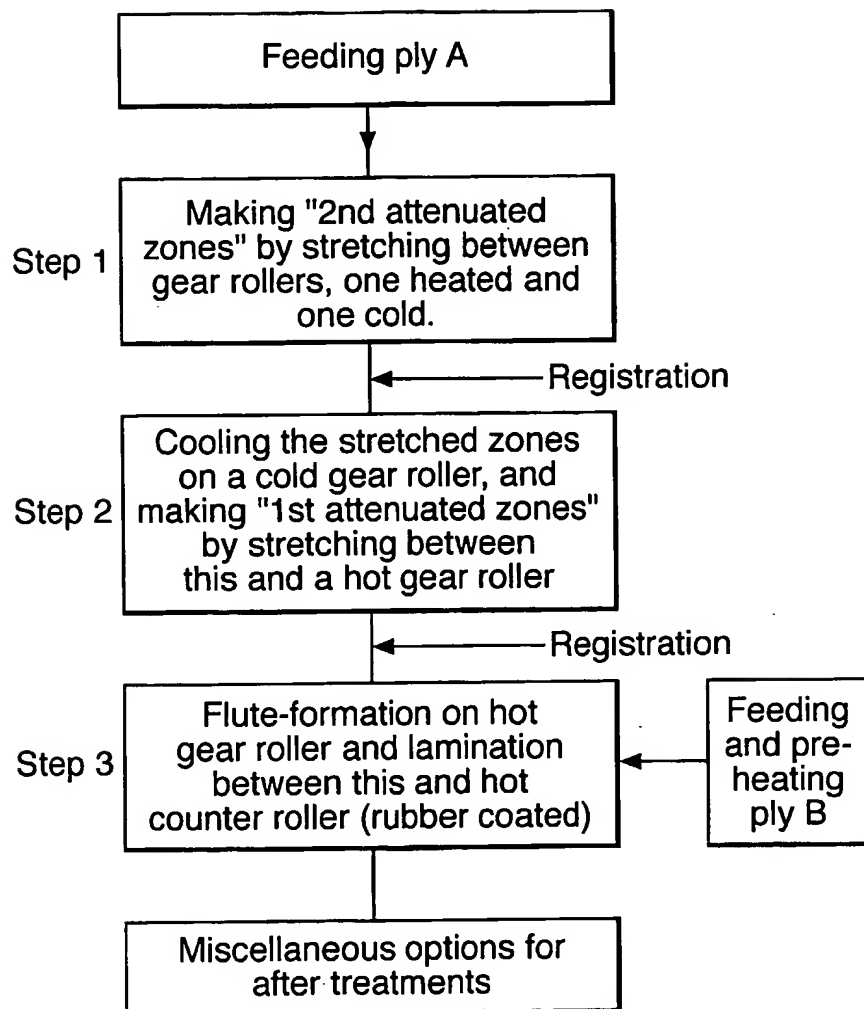 Feeding ply A
Step 1
Making "2nd attenuated
zones" by stretching between
gear rollers, one heated and
one cold.
Registration
Step 2
Cooling the stretched zones
on a cold gear roller, and
making "1st attenuated zones"
by stretching between
this and a hot gear roller
Registration
Step 3
Flute-formation on hot
gear roller and lamination
between this and hot
counter roller (rubber coated)
Feeding
and pre-
heating
ply B
Miscellaneous options for
after treatments